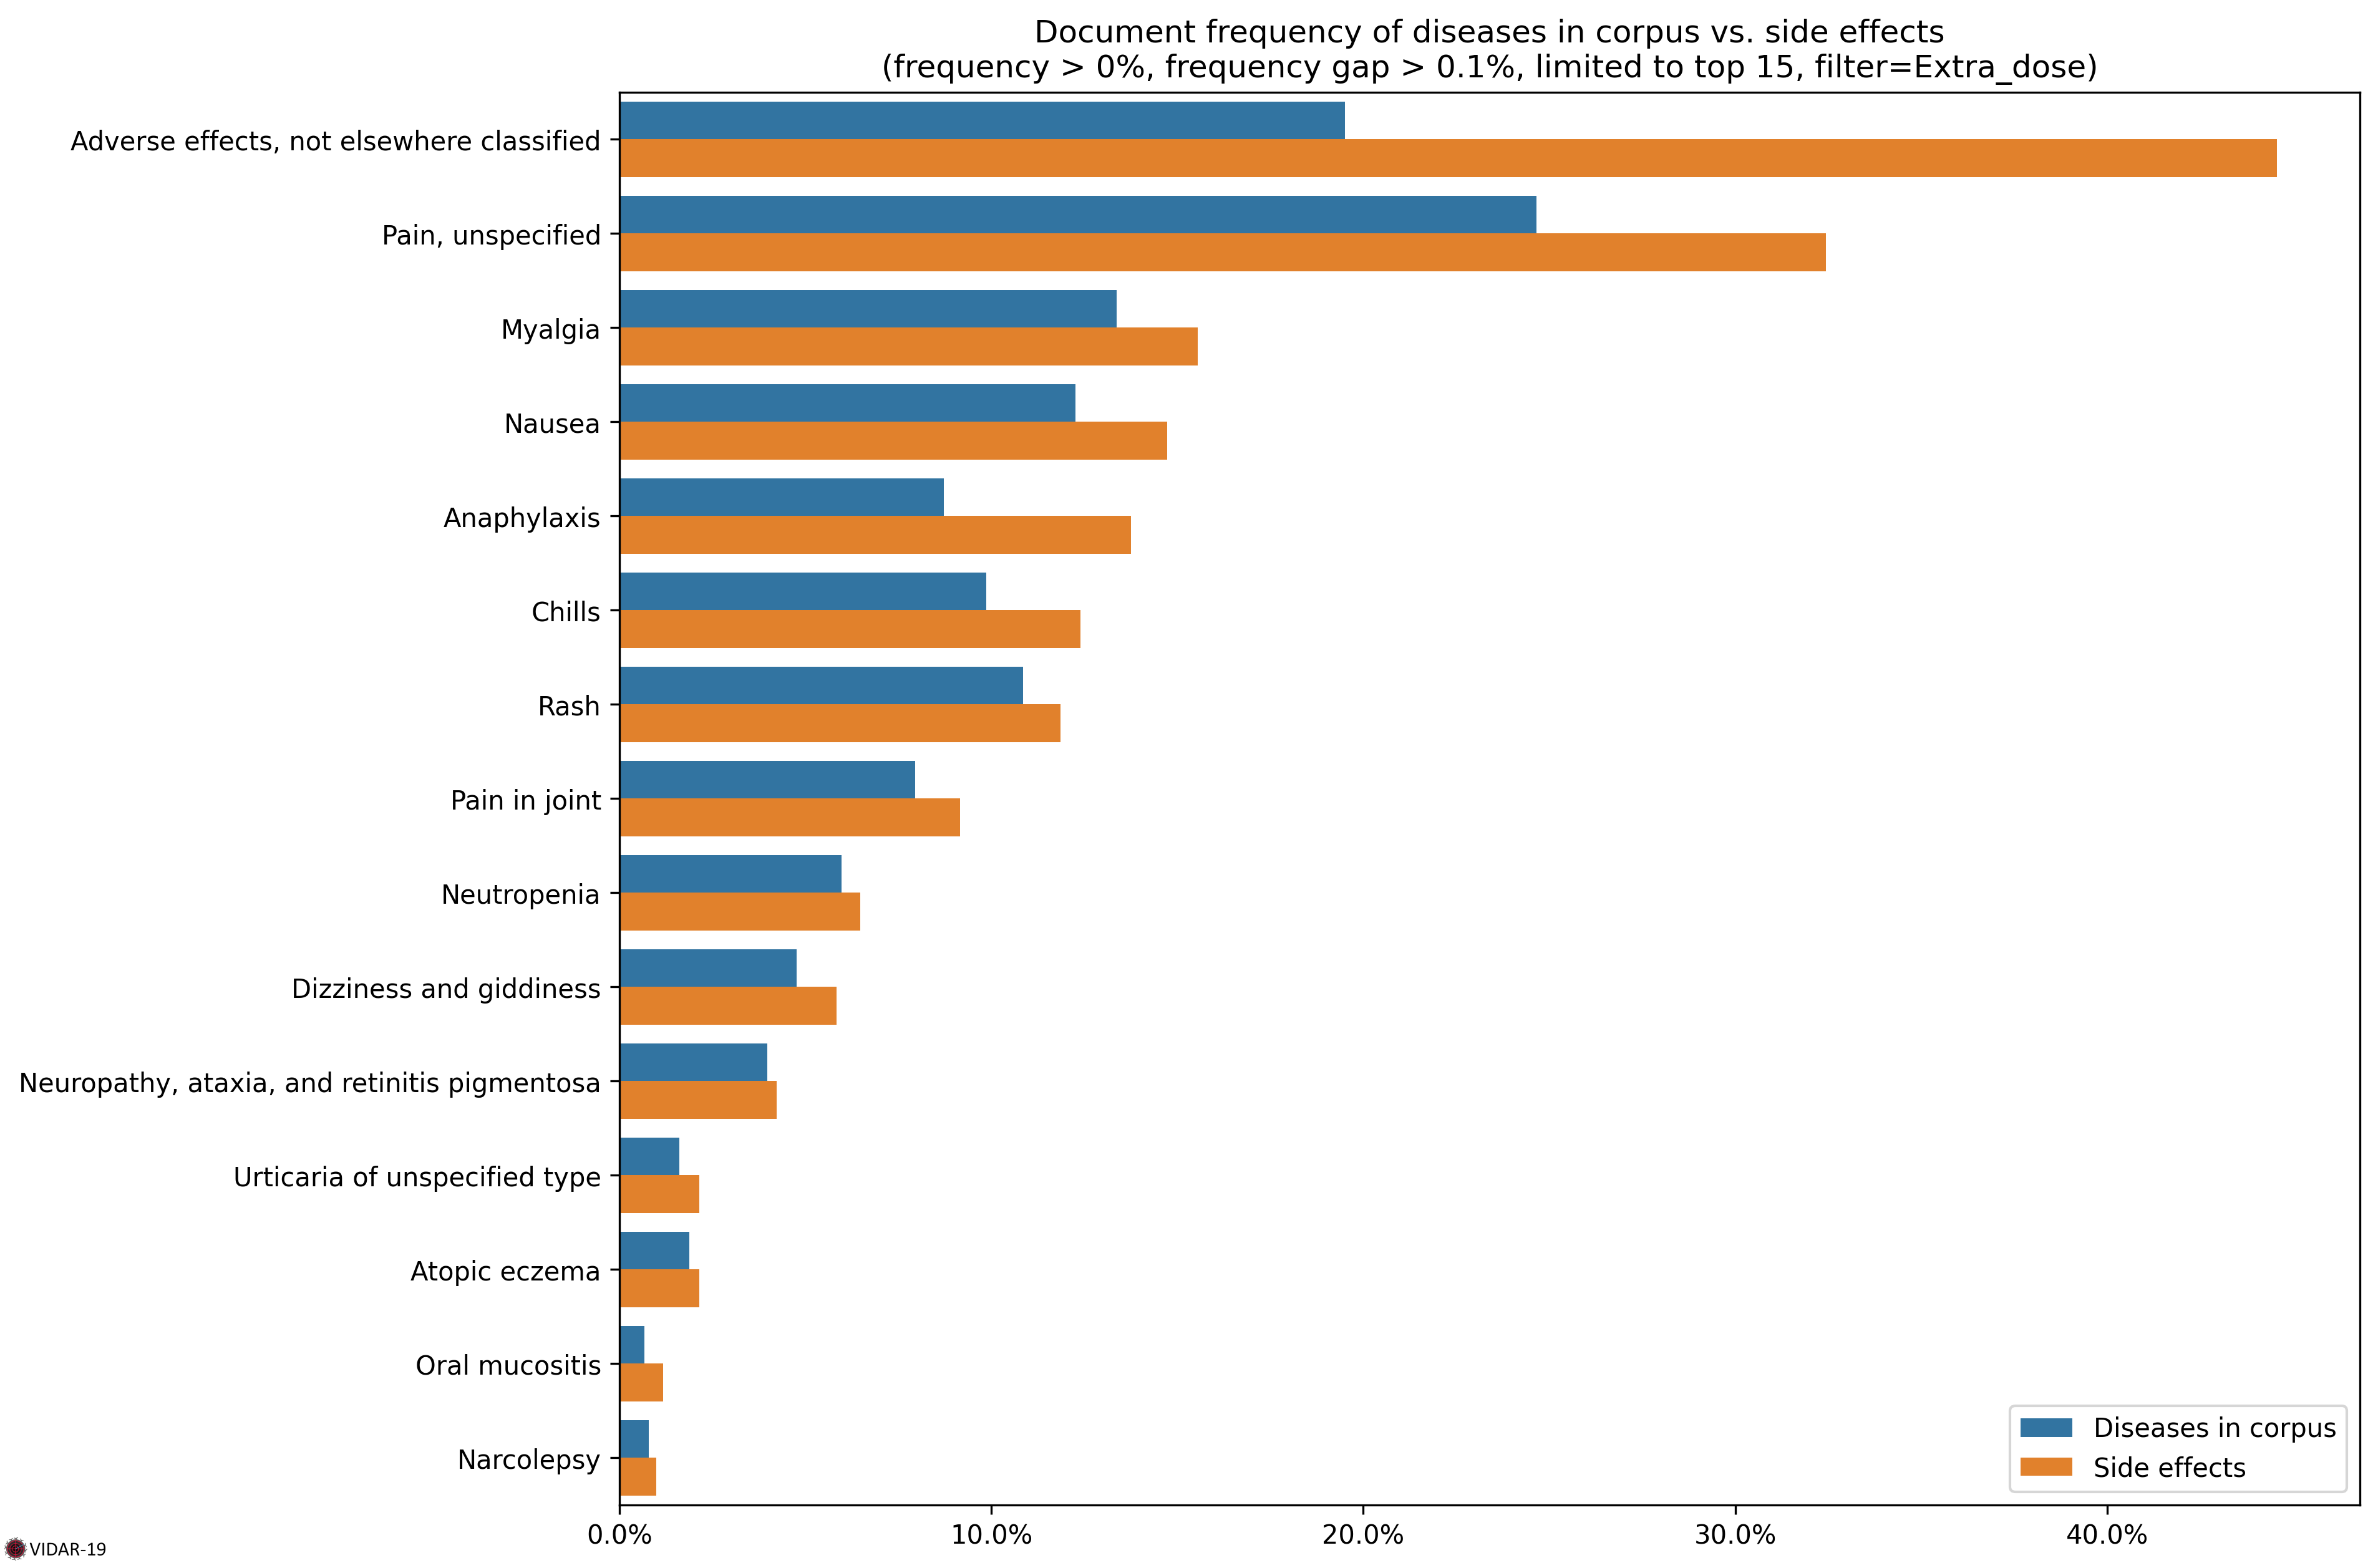 Document frequency of diseases in corpus vs. side effects
(frequency > 0%, frequency gap > 0.1%, limited to top 15, filter=Extra_dose)
Adverse effects, not elsewhere classified
Pain, unspecified
Myalgia
Nausea
Anaphylaxis
Chills
Rash
Pain in joint
Neutropenia
Dizziness and giddiness
Neuropathy, ataxia, and retinitis pigmentosa
Urticaria of unspecified type
Atopic eczema
Oral mucositis
Narcolepsy
Diseases in corpus
Side effects
0.0% 10.0% 20.0% 30.0% 40.0%
VIDAR-19